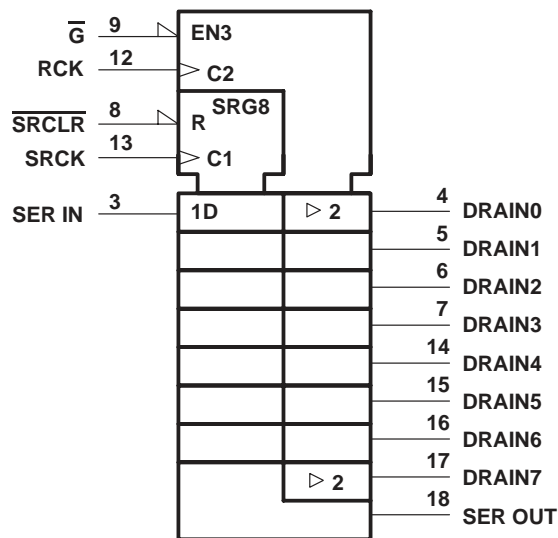 G̅ 9 EN3
RCK 12 C2
SRG8
S̅R̅C̅L̅R̅ 8 R
SRCK 13 C1
SER IN 3 1D 2 4 DRAIN0
5 DRAIN1
6 DRAIN2
7 DRAIN3
14 DRAIN4
15 DRAIN5
16 DRAIN6
2 17 DRAIN7
18 SER OUT